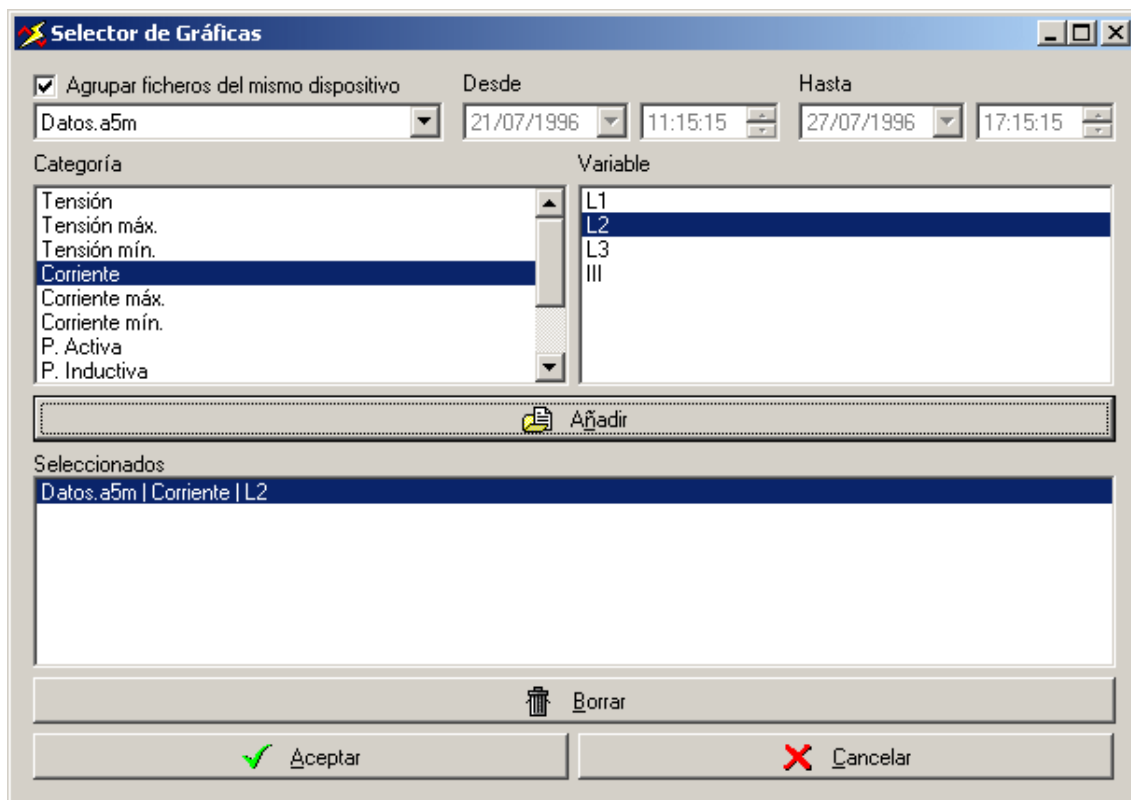 Selector de Gráficas
Agrupar ficheros del mismo dispositivo
Desde
Hasta
Datos.a5m
21/07/1996
11:15:15
27/07/1996
17:15:15
Categoría
Variable
Tensión
Tensión máx.
Tensión mín.
Corriente
Corriente máx.
Corriente mín.
P. Activa
P. Inductiva
L1
L2
L3
III
Añadir
Seleccionados
Datos.a5m | Corriente | L2
Borrar
Aceptar
Cancelar